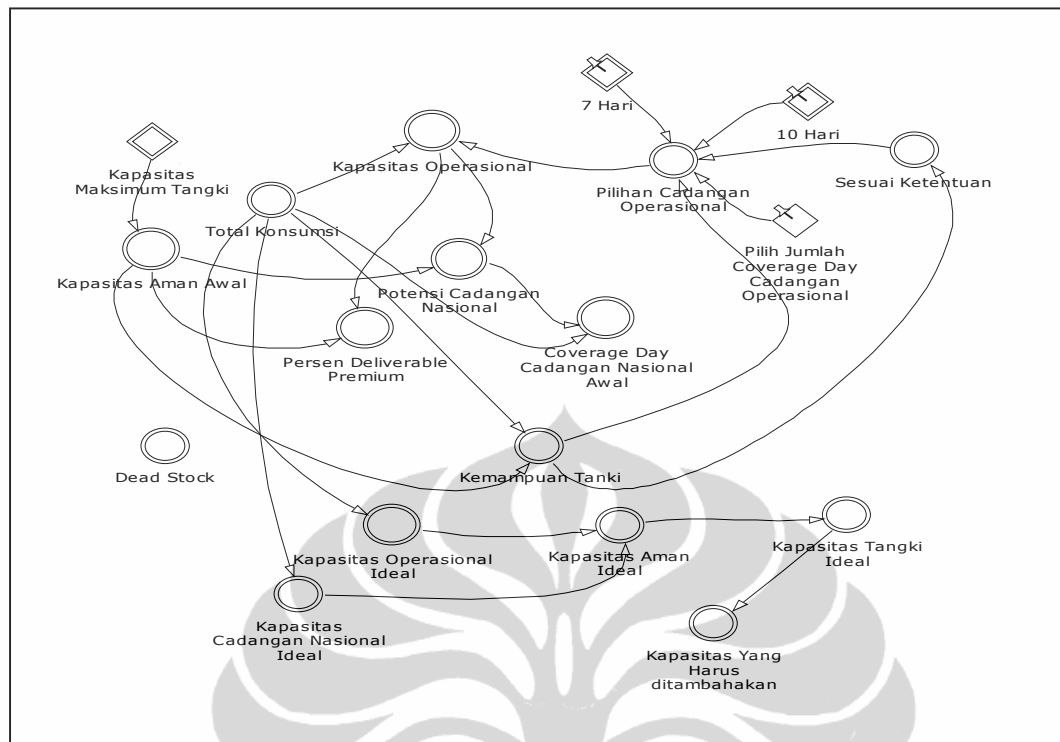 7 Hari
10 Hari
Kapasitas
Maksimum Tangki
Kapasitas Operasional
Pilihan Cadangan
Operasional
Sesuai Ketentuan
Total Konsumsi
Kapasitas Aman Awal
Pilih Jumlah
Coverage Day
Cadangan
Operasional
Potensi Cadangan
Nasional
Persen Deliverable
Premium
Coverage Day
Cadangan Nasional
Awal
Dead Stock
Kemampuan Tanki
Kapasitas Operasional
Ideal
Kapasitas Aman
Ideal
Kapasitas Tangki
Ideal
Kapasitas
Cadangan Nasional
Ideal
Kapasitas Yang
Harus
ditambahakan